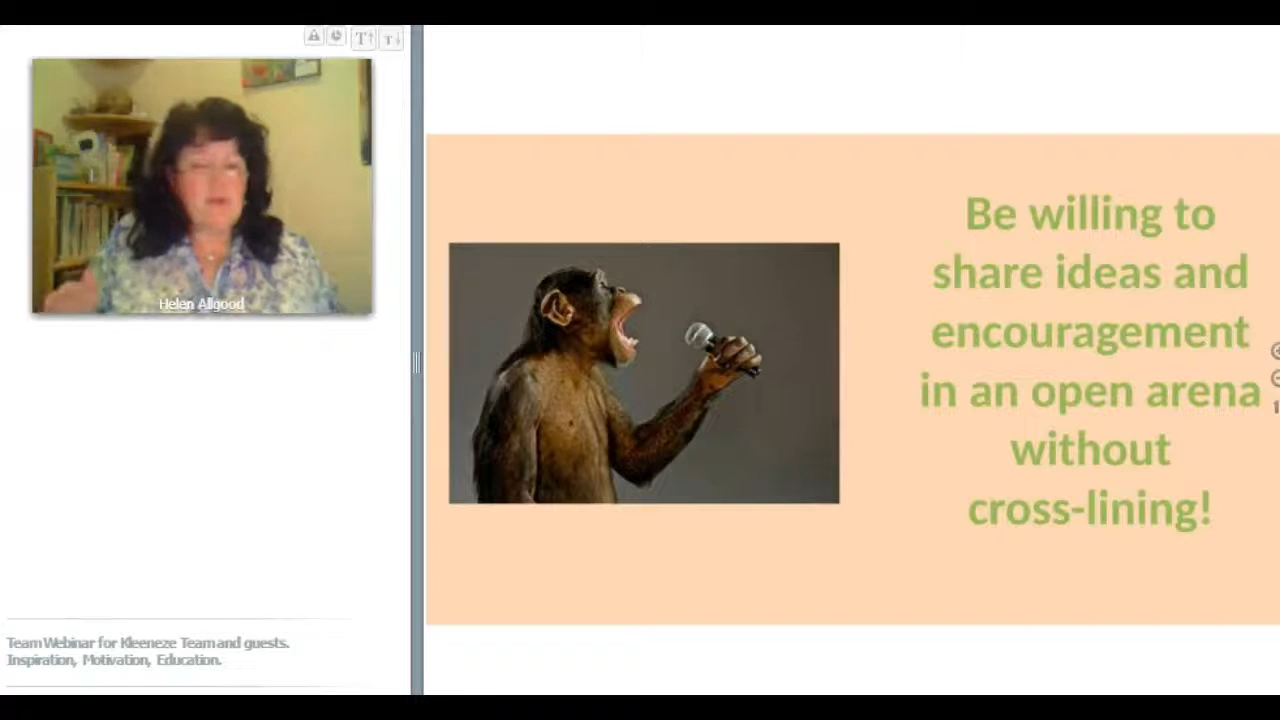 T↑ T↓
Helen Allgood
Be willing to
share ideas and
encouragement
in an open arena
without
cross-lining!
Team Webinar for Kleeneze Team and guests.
Inspiration, Motivation, Education.